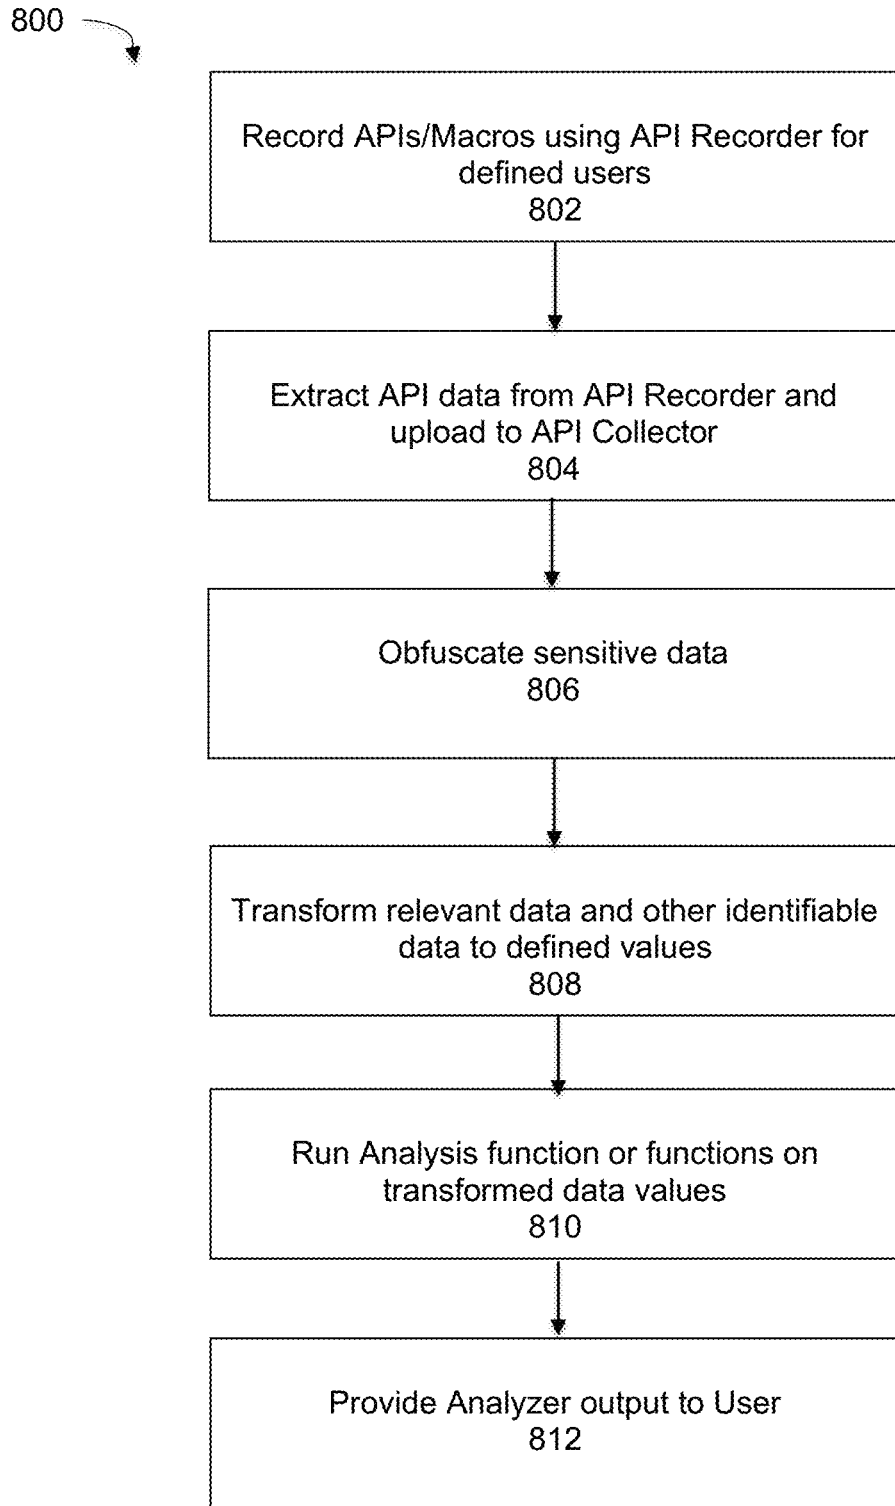 800
Record APIs/Macros using API Recorder for
defined users
802
Extract API data from API Recorder and
upload to API Collector
804
Obfuscate sensitive data
806
Transform relevant data and other identifiable
data to defined values
808
Run Analysis function or functions on
transformed data values
810
Provide Analyzer output to User
812